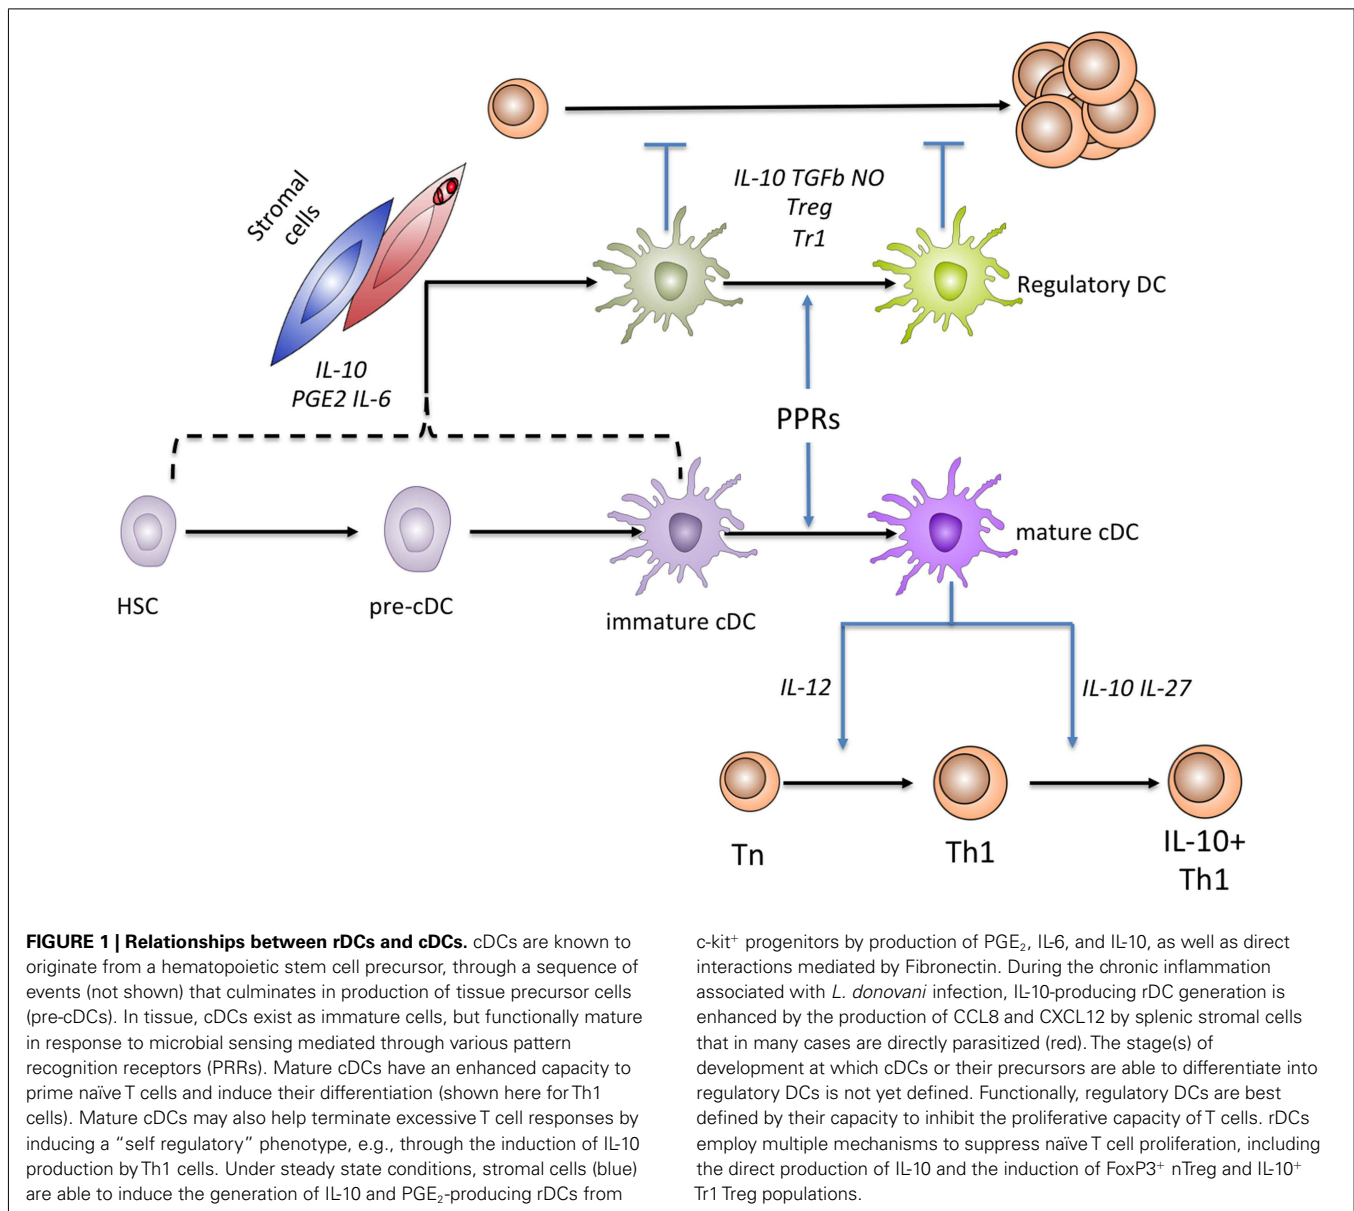 Stromal
cells
IL-10 TGFb NO
Treg
Tr1
Regulatory DC
IL-10
PGE2 IL-6
PPRs
mature cDC
HSC
pre-cDC
immature cDC
IL-12
IL-10 IL-27
Tn
Th1
IL-10+
Th1
FIGURE 1 | Relationships between rDCs and cDCs. cDCs are known to
originate from a hematopoietic stem cell precursor, through a sequence of
events (not shown) that culminates in production of tissue precursor cells
(pre-cDCs). In tissue, cDCs exist as immature cells, but functionally mature
in response to microbial sensing mediated through various pattern
recognition receptors (PRRs). Mature cDCs have an enhanced capacity to
prime naïve T cells and induce their differentiation (shown here for Th1
cells). Mature cDCs may also help terminate excessive T cell responses by
inducing a “self regulatory” phenotype, e.g., through the induction of IL-10
production by Th1 cells. Under steady state conditions, stromal cells (blue)
are able to induce the generation of IL-10 and PGE₂-producing rDCs from
c-kit⁺ progenitors by production of PGE₂, IL-6, and IL-10, as well as direct
interactions mediated by Fibronectin. During the chronic inflammation
associated with L. donovani infection, IL-10-producing rDC generation is
enhanced by the production of CCL8 and CXCL12 by splenic stromal cells
that in many cases are directly parasitized (red). The stage(s) of
development at which cDCs or their precursors are able to differentiate into
regulatory DCs is not yet defined. Functionally, regulatory DCs are best
defined by their capacity to inhibit the proliferative capacity of T cells. rDCs
employ multiple mechanisms to suppress naïve T cell proliferation, including
the direct production of IL-10 and the induction of FoxP3⁺ nTreg and IL-10⁺
Tr1 Treg populations.